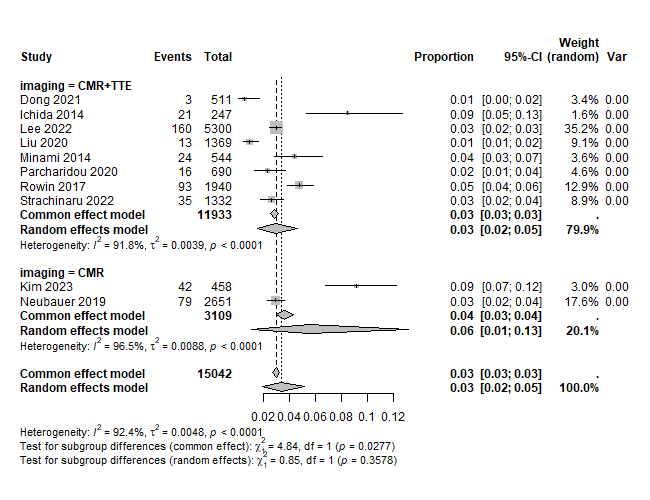 Weight
Study Events Total Proportion 95%-CI (random) Var
imaging = CMR+TTE
Dong 2021 3 511 0.01 [0.00; 0.02] 3.4% 0.00
Ichida 2014 21 247 0.09 [0.05; 0.13] 1.6% 0.00
Lee 2022 160 5300 0.03 [0.02; 0.03] 35.2% 0.00
Liu 2020 13 1369 0.01 [0.01; 0.02] 9.1% 0.00
Minami 2014 24 544 0.04 [0.03; 0.07] 3.6% 0.00
Parcharidou 2020 16 690 0.02 [0.01; 0.04] 4.6% 0.00
Rowin 2017 93 1940 0.05 [0.04; 0.06] 12.9% 0.00
Strachinaru 2022 35 1332 0.03 [0.02; 0.04] 8.9% 0.00
Common effect model 11933 0.03 [0.03; 0.03] .
Random effects model 0.03 [0.02; 0.05] 79.9%
Heterogeneity: I² = 91.8%, τ² = 0.0039, p < 0.0001
imaging = CMR
Kim 2023 42 458 0.09 [0.07; 0.12] 3.0% 0.00
Neubauer 2019 79 2651 0.03 [0.02; 0.04] 17.6% 0.00
Common effect model 3109 0.04 [0.03; 0.04] .
Random effects model 0.06 [0.01; 0.13] 20.1%
Heterogeneity: I² = 96.5%, τ² = 0.0088, p < 0.0001
Common effect model 15042 0.03 [0.03; 0.03] .
Random effects model 0.03 [0.02; 0.05] 100.0%
0.02 0.04 0.06 0.08 0.1 0.12
Heterogeneity: I² = 92.4%, τ² = 0.0048, p < 0.0001
Test for subgroup differences (common effect): χ²₁ = 4.84, df = 1 (p = 0.0277)
Test for subgroup differences (random effects): χ²₁ = 0.85, df = 1 (p = 0.3578)